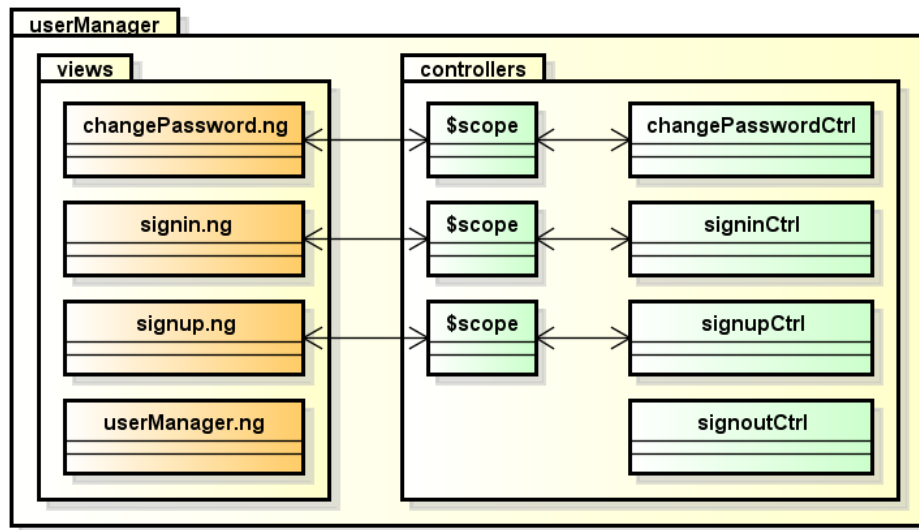 userManager
views
controllers
changePassword.ng
$scope
changePasswordCtrl
signin.ng
$scope
signinCtrl
signup.ng
$scope
signupCtrl
userManager.ng
signoutCtrl